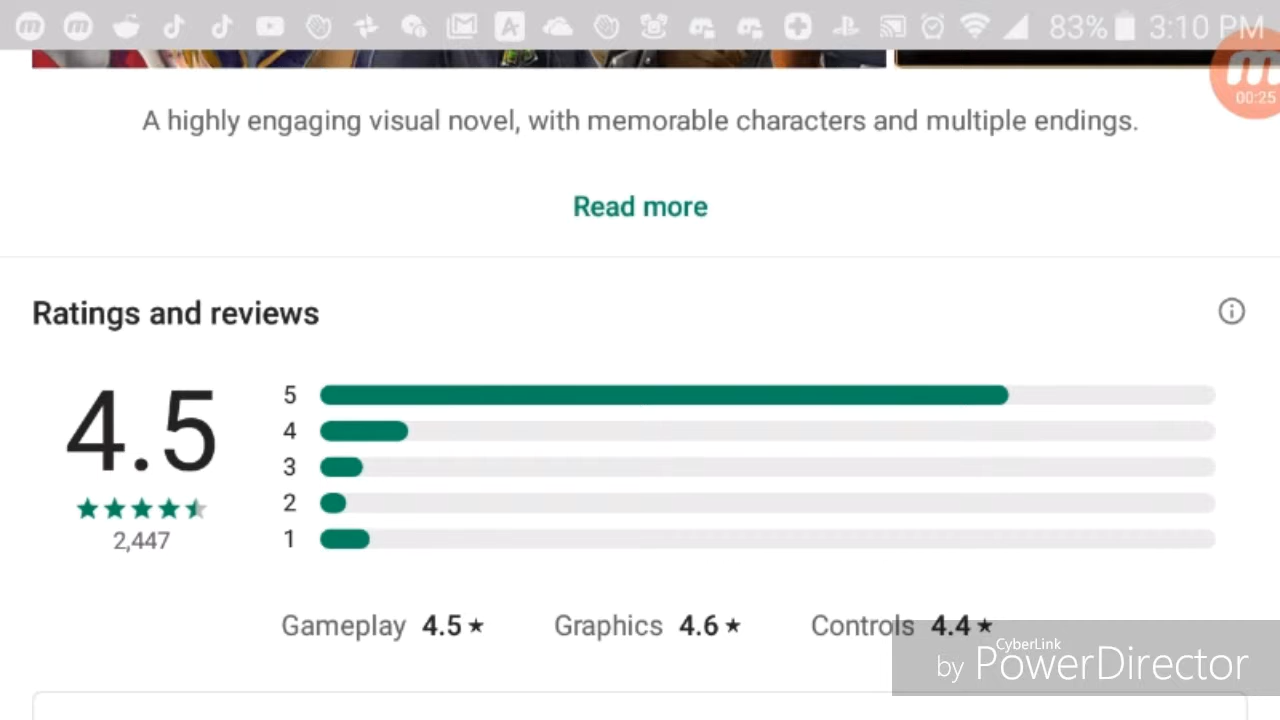 83% 3:10 PM
00:25
A highly engaging visual novel, with memorable characters and multiple endings.
Read more
Ratings and reviews
4.5
2,447
5
4
3
2
1
Gameplay 4.5 ★ Graphics 4.6 ★ Controls 4.4 ★
CyberLink
by PowerDirector